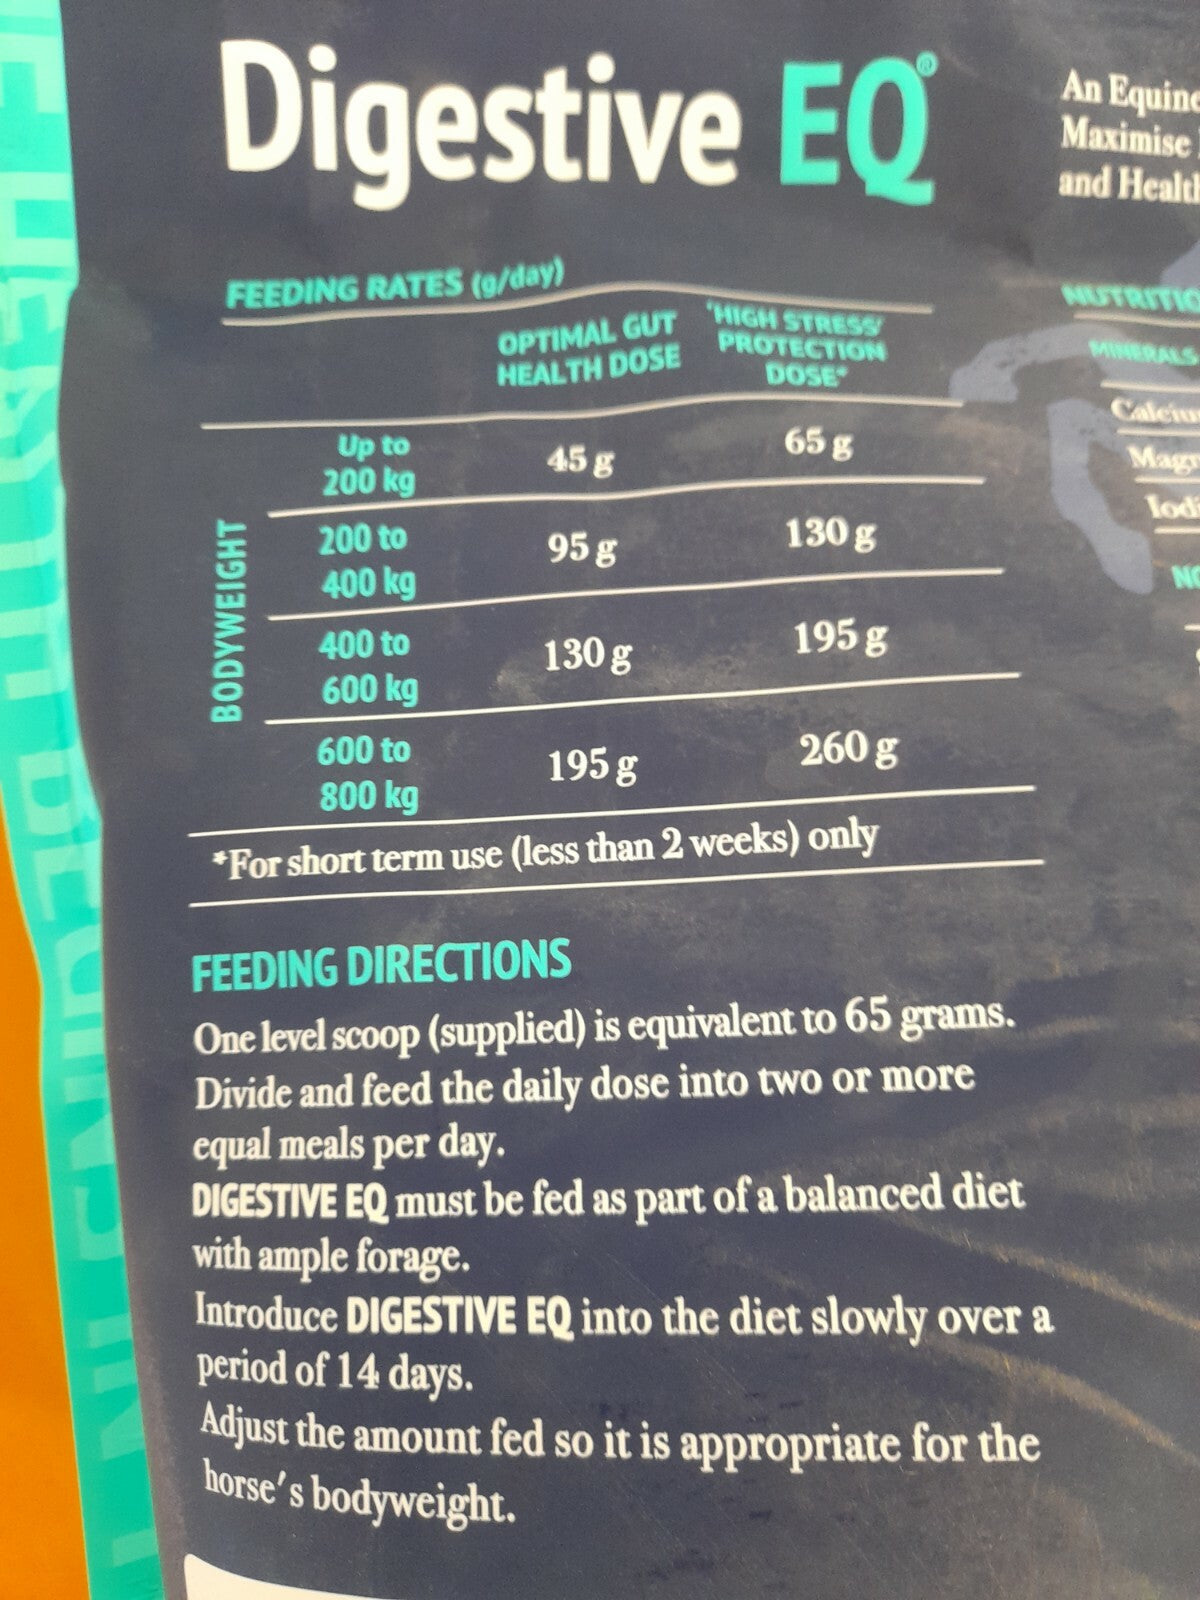 Digestive EQ®
An Equine
Maximise
and Health
FEEDING RATES (g/day)
OPTIMAL GUT
HEALTH DOSE
'HIGH STRESS'
PROTECTION
DOSE*
BODYWEIGHT
Up to
200 kg
45 g
65 g
200 to
400 kg
95 g
130 g
400 to
600 kg
130 g
195 g
600 to
800 kg
195 g
260 g
*For short term use (less than 2 weeks) only
FEEDING DIRECTIONS
One level scoop (supplied) is equivalent to 65 grams.
Divide and feed the daily dose into two or more
equal meals per day.
DIGESTIVE EQ must be fed as part of a balanced diet
with ample forage.
Introduce DIGESTIVE EQ into the diet slowly over a
period of 14 days.
Adjust the amount fed so it is appropriate for the
horse's bodyweight.
MINERALS